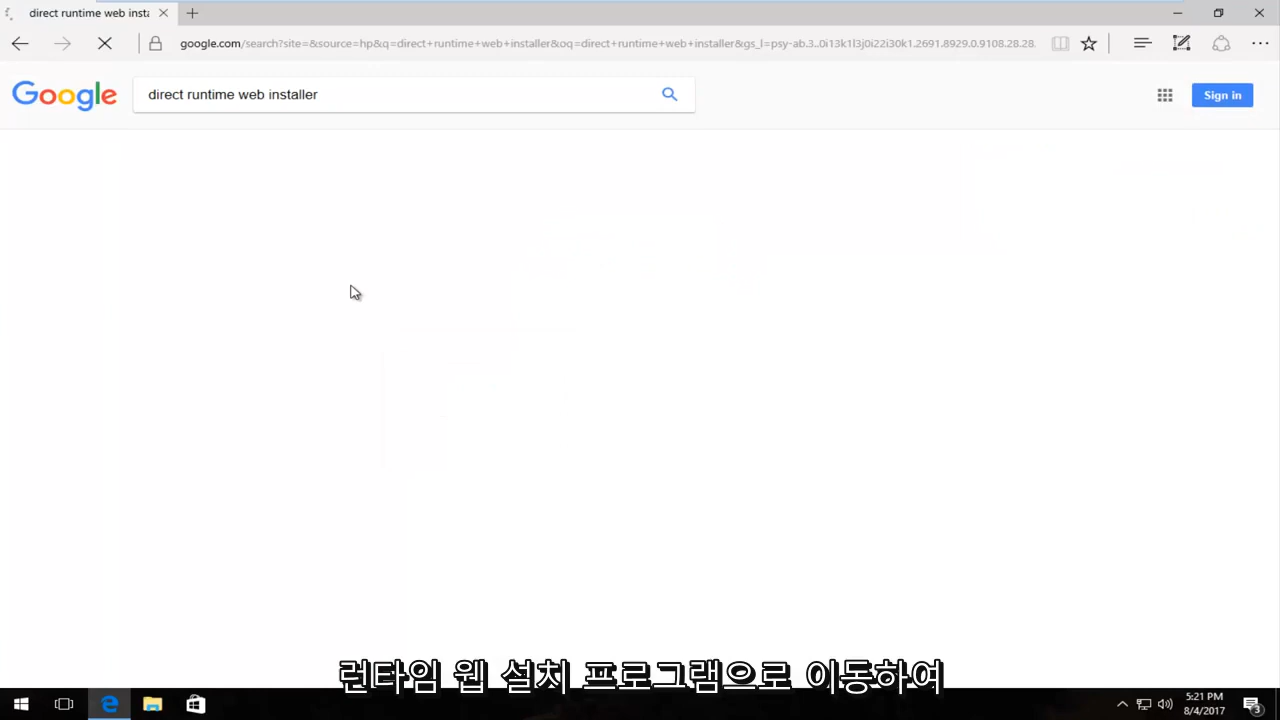 direct runtime web insta
google.com/search?site=&source=hp&q=direct+runtime+web+installer&oq=direct+runtime+web+installer&gs_l=psy-ab.3..0i13k1l3j0i22i30k1.2691.8929.0.9108.28.28.
Google
direct runtime web installer
Sign in
런타임 웹 설치 프로그램으로 이동하여
5:21 PM
8/4/2017
3